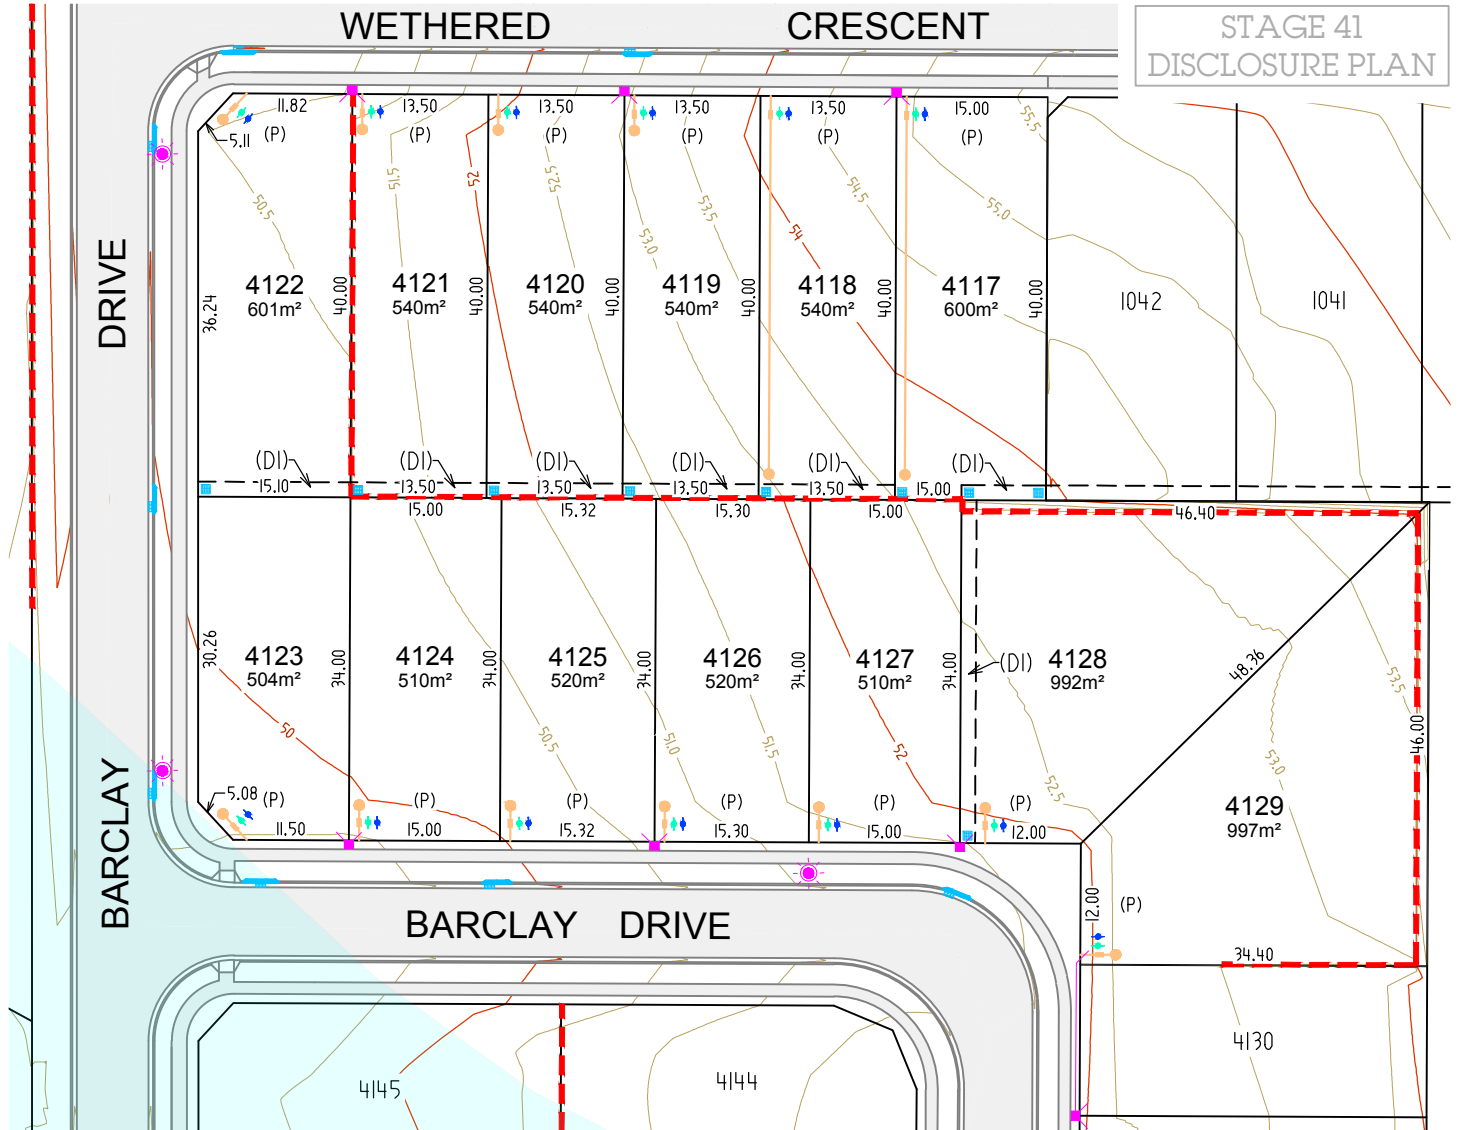 WETHERED CRESCENT
STAGE 41
DISCLOSURE PLAN
11.82 13.50 13.50 13.50 13.50 15.00
5.11 (P) (P) (P) (P) (P) (P)
55.5
50.5 51.5 52 52.5 53.0 53.5 54 54.5 55.0
DRIVE
36.24 40.00 40.00 40.00 40.00 40.00 40.00
4122
601m²
4121
540m²
4120
540m²
4119
540m²
4118
540m²
4117
600m²
1042
1041
(D1) (D1) (D1) (D1) (D1) (D1)
15.10 13.50 13.50 13.50 13.50 15.00
15.00 15.32 15.30 15.00 46.40
30.26 34.00 34.00 34.00 34.00 34.00
4123
504m²
4124
510m²
4125
520m²
4126
520m²
4127
510m²
(D1)
4128
992m²
48.36
53.5
46.00
50 50.5 51.0 51.5 52 52.5 53.0
5.08 (P) (P) (P) (P) (P) (P)
11.50 15.00 15.32 15.30 15.00 12.00
4129
997m²
12.00 (P)
34.40
BARCLAY
BARCLAY DRIVE
4130
4145
4144